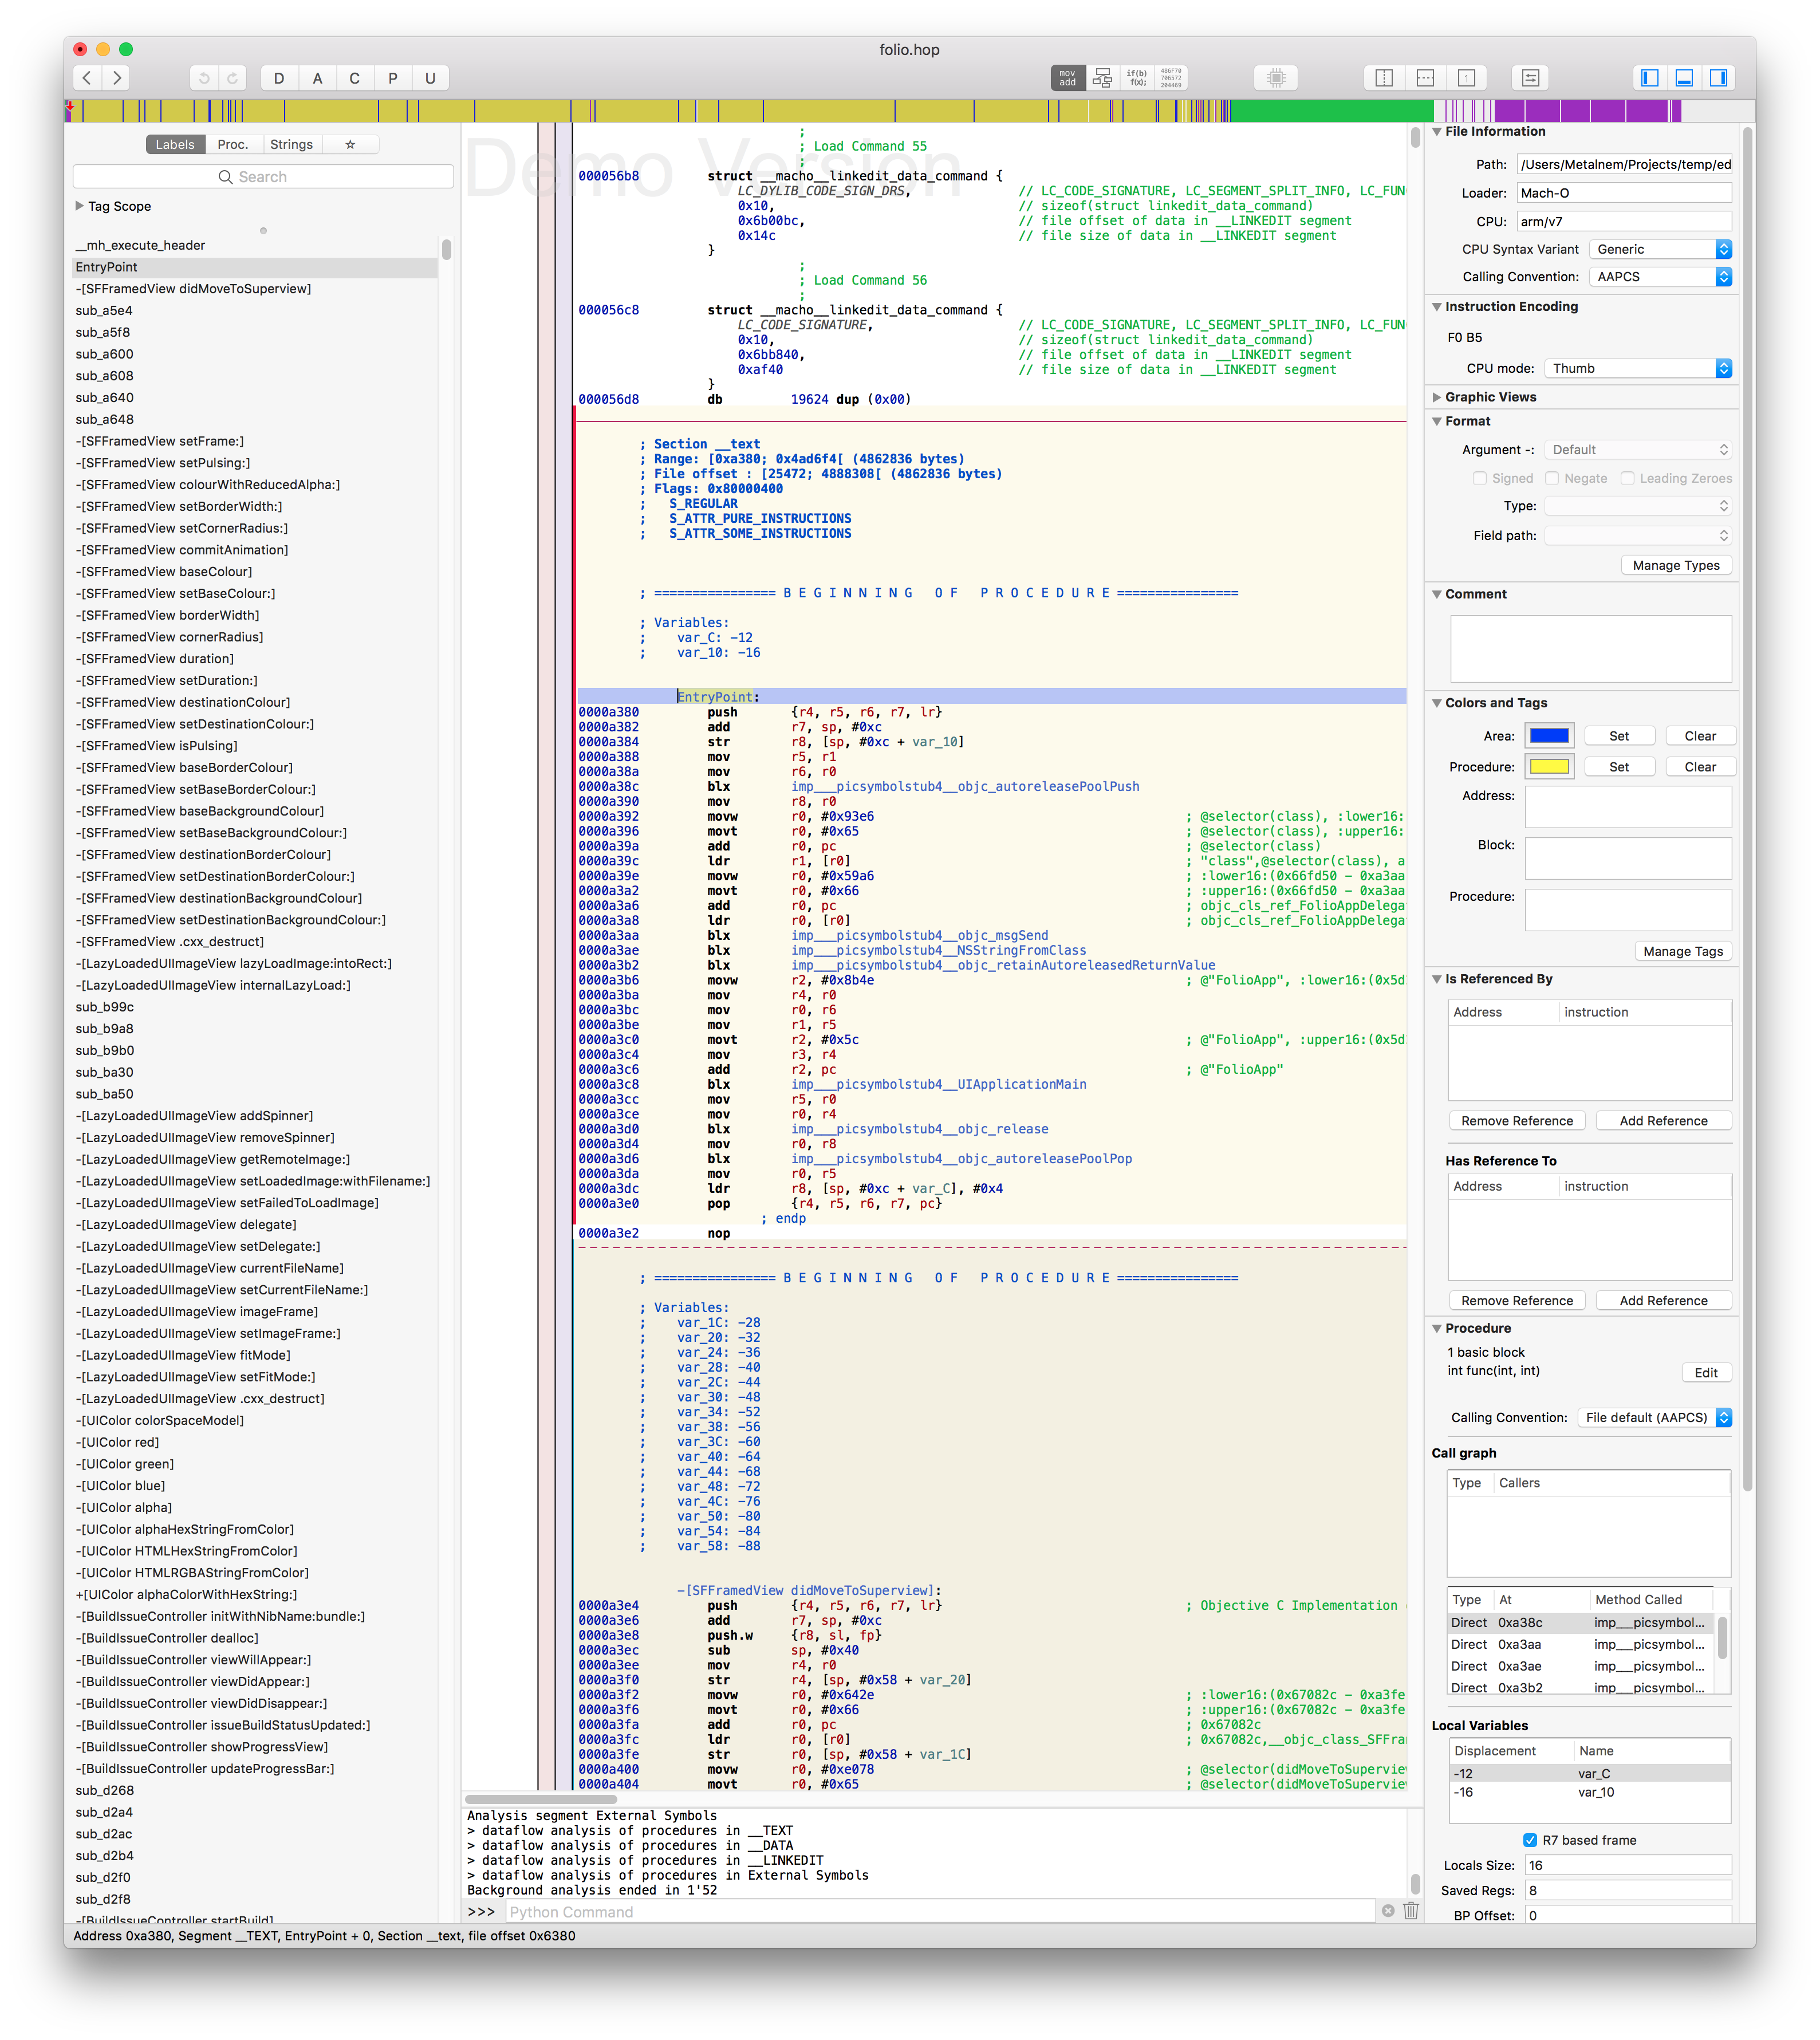 folio.hop
D A C P U
mov
add
if(b)
f(x);
486F70
706572
204469
1
Labels Proc. Strings ☆
Search
Tag Scope
__mh_execute_header
EntryPoint
-[SFFramedView didMoveToSuperview]
sub_a5e4
sub_a5f8
sub_a600
sub_a608
sub_a640
sub_a648
-[SFFramedView setFrame:]
-[SFFramedView setPulsing:]
-[SFFramedView colourWithReducedAlpha:]
-[SFFramedView setBorderWidth:]
-[SFFramedView setCornerRadius:]
-[SFFramedView commitAnimation]
-[SFFramedView baseColour]
-[SFFramedView setBaseColour:]
-[SFFramedView borderWidth]
-[SFFramedView cornerRadius]
-[SFFramedView duration]
-[SFFramedView setDuration:]
-[SFFramedView destinationColour]
-[SFFramedView setDestinationColour:]
-[SFFramedView isPulsing]
-[SFFramedView baseBorderColour]
-[SFFramedView setBaseBorderColour:]
-[SFFramedView baseBackgroundColour]
-[SFFramedView setBaseBackgroundColour:]
-[SFFramedView destinationBorderColour]
-[SFFramedView setDestinationBorderColour:]
-[SFFramedView destinationBackgroundColour]
-[SFFramedView setDestinationBackgroundColour:]
-[SFFramedView .cxx_destruct]
-[LazyLoadedUIImageView lazyLoadImage:intoRect:]
-[LazyLoadedUIImageView internalLazyLoad:]
sub_b99c
sub_b9a8
sub_b9b0
sub_ba30
sub_ba50
-[LazyLoadedUIImageView addSpinner]
-[LazyLoadedUIImageView removeSpinner]
-[LazyLoadedUIImageView getRemoteImage:]
-[LazyLoadedUIImageView setLoadedImage:withFilename:]
-[LazyLoadedUIImageView setFailedToLoadImage]
-[LazyLoadedUIImageView delegate]
-[LazyLoadedUIImageView setDelegate:]
-[LazyLoadedUIImageView currentFileName]
-[LazyLoadedUIImageView setCurrentFileName:]
-[LazyLoadedUIImageView imageFrame]
-[LazyLoadedUIImageView setImageFrame:]
-[LazyLoadedUIImageView fitMode]
-[LazyLoadedUIImageView setFitMode:]
-[LazyLoadedUIImageView .cxx_destruct]
-[UIColor colorSpaceModel]
-[UIColor red]
-[UIColor green]
-[UIColor blue]
-[UIColor alpha]
-[UIColor alphaHexStringFromColor]
-[UIColor HTMLHexStringFromColor]
-[UIColor HTMLRGBAStringFromColor]
+[UIColor alphaColorWithHexString:]
-[BuildIssueController initWithNibName:bundle:]
-[BuildIssueController dealloc]
-[BuildIssueController viewWillAppear:]
-[BuildIssueController viewDidAppear:]
-[BuildIssueController viewDidDisappear:]
-[BuildIssueController issueBuildStatusUpdated:]
-[BuildIssueController showProgressView]
-[BuildIssueController updateProgressBar:]
sub_d268
sub_d2a4
sub_d2ac
sub_d2b4
sub_d2f0
sub_d2f8
-[BuildIssueController startBuild]
Demo Version
;
; Load Command 55
;
000056b8 struct __macho__linkedit_data_command {
LC_DYLIB_CODE_SIGN_DRS, // LC_CODE_SIGNATURE, LC_SEGMENT_SPLIT_INFO, LC_FUN
0x10, // sizeof(struct linkedit_data_command)
0x6b00bc, // file offset of data in __LINKEDIT segment
0x14c // file size of data in __LINKEDIT segment
}
;
; Load Command 56
;
000056c8 struct __macho__linkedit_data_command {
LC_CODE_SIGNATURE, // LC_CODE_SIGNATURE, LC_SEGMENT_SPLIT_INFO, LC_FUN
0x10, // sizeof(struct linkedit_data_command)
0x6bb840, // file offset of data in __LINKEDIT segment
0xaf40 // file size of data in __LINKEDIT segment
}
000056d8 db 19624 dup (0x00)
; Section __text
; Range: [0xa380; 0x4ad6f4[ (4862836 bytes)
; File offset : [25472; 4888308[ (4862836 bytes)
; Flags: 0x80000400
; S_REGULAR
; S_ATTR_PURE_INSTRUCTIONS
; S_ATTR_SOME_INSTRUCTIONS
; ================ B E G I N N I N G   O F   P R O C E D U R E ================
; Variables:
; var_C: -12
; var_10: -16
EntryPoint:
0000a380 push {r4, r5, r6, r7, lr}
0000a382 add r7, sp, #0xc
0000a384 str r8, [sp, #0xc + var_10]
0000a388 mov r5, r1
0000a38a mov r6, r0
0000a38c blx imp___picsymbolstub4__objc_autoreleasePoolPush
0000a390 mov r8, r0
0000a392 movw r0, #0x93e6 ; @selector(class), :lower16:
0000a396 movt r0, #0x65 ; @selector(class), :upper16:
0000a39a add r0, pc ; @selector(class)
0000a39c ldr r1, [r0] ; "class",@selector(class), a
0000a39e movw r0, #0x59a6 ; :lower16:(0x66fd50 - 0xa3aa
0000a3a2 movt r0, #0x66 ; :upper16:(0x66fd50 - 0xa3aa
0000a3a6 add r0, pc ; objc_cls_ref_FolioAppDelega
0000a3a8 ldr r0, [r0] ; objc_cls_ref_FolioAppDelega
0000a3aa blx imp___picsymbolstub4__objc_msgSend
0000a3ae blx imp___picsymbolstub4__NSStringFromClass
0000a3b2 blx imp___picsymbolstub4__objc_retainAutoreleasedReturnValue
0000a3b6 movw r2, #0x8b4e ; @"FolioApp", :lower16:(0x5d
0000a3ba mov r4, r0
0000a3bc mov r0, r6
0000a3be mov r1, r5
0000a3c0 movt r2, #0x5c ; @"FolioApp", :upper16:(0x5d
0000a3c4 mov r3, r4
0000a3c6 add r2, pc ; @"FolioApp"
0000a3c8 blx imp___picsymbolstub4__UIApplicationMain
0000a3cc mov r5, r0
0000a3ce mov r0, r4
0000a3d0 blx imp___picsymbolstub4__objc_release
0000a3d4 mov r0, r8
0000a3d6 blx imp___picsymbolstub4__objc_autoreleasePoolPop
0000a3da mov r0, r5
0000a3dc ldr r8, [sp, #0xc + var_C], #0x4
0000a3e0 pop {r4, r5, r6, r7, pc}
; endp
0000a3e2 nop
; ================ B E G I N N I N G   O F   P R O C E D U R E ================
; Variables:
; var_1C: -28
; var_20: -32
; var_24: -36
; var_28: -40
; var_2C: -44
; var_30: -48
; var_34: -52
; var_38: -56
; var_3C: -60
; var_40: -64
; var_44: -68
; var_48: -72
; var_4C: -76
; var_50: -80
; var_54: -84
; var_58: -88
-[SFFramedView didMoveToSuperview]:
0000a3e4 push {r4, r5, r6, r7, lr} ; Objective C Implementation
0000a3e6 add r7, sp, #0xc
0000a3e8 push.w {r8, sl, fp}
0000a3ec sub sp, #0x40
0000a3ee mov r4, r0
0000a3f0 str r4, [sp, #0x58 + var_20]
0000a3f2 movw r0, #0x642e ; :lower16:(0x67082c - 0xa3fe
0000a3f6 movt r0, #0x66 ; :upper16:(0x67082c - 0xa3fe
0000a3fa add r0, pc ; 0x67082c
0000a3fc ldr r0, [r0] ; 0x67082c,__objc_class_SFFra
0000a3fe str r0, [sp, #0x58 + var_1C]
0000a400 movw r0, #0xe078 ; @selector(didMoveToSupervie
0000a404 movt r0, #0x65 ; @selector(didMoveToSupervie
Analysis segment External Symbols
> dataflow analysis of procedures in __TEXT
> dataflow analysis of procedures in __DATA
> dataflow analysis of procedures in __LINKEDIT
> dataflow analysis of procedures in External Symbols
Background analysis ended in 1'52
>>> Python Command
File Information
Path: /Users/Metalnem/Projects/temp/ed
Loader: Mach-O
CPU: arm/v7
CPU Syntax Variant Generic
Calling Convention: AAPCS
Instruction Encoding
F0 B5
CPU mode: Thumb
Graphic Views
Format
Argument -: Default
Signed Negate Leading Zeroes
Type:
Field path:
Manage Types
Comment
Colors and Tags
Area: Set Clear
Procedure: Set Clear
Address:
Block:
Procedure:
Manage Tags
Is Referenced By
Address instruction
Remove Reference Add Reference
Has Reference To
Address instruction
Remove Reference Add Reference
Procedure
1 basic block
int func(int, int)
Edit
Calling Convention: File default (AAPCS)
Call graph
Type Callers
Type At Method Called
Direct 0xa38c imp___picsymbol...
Direct 0xa3aa imp___picsymbol...
Direct 0xa3ae imp___picsymbol...
Direct 0xa3b2 imp___picsymbol...
Local Variables
Displacement Name
-12 var_C
-16 var_10
R7 based frame
Locals Size: 16
Saved Regs: 8
BP Offset: 0
Address 0xa380, Segment __TEXT, EntryPoint + 0, Section __text, file offset 0x6380